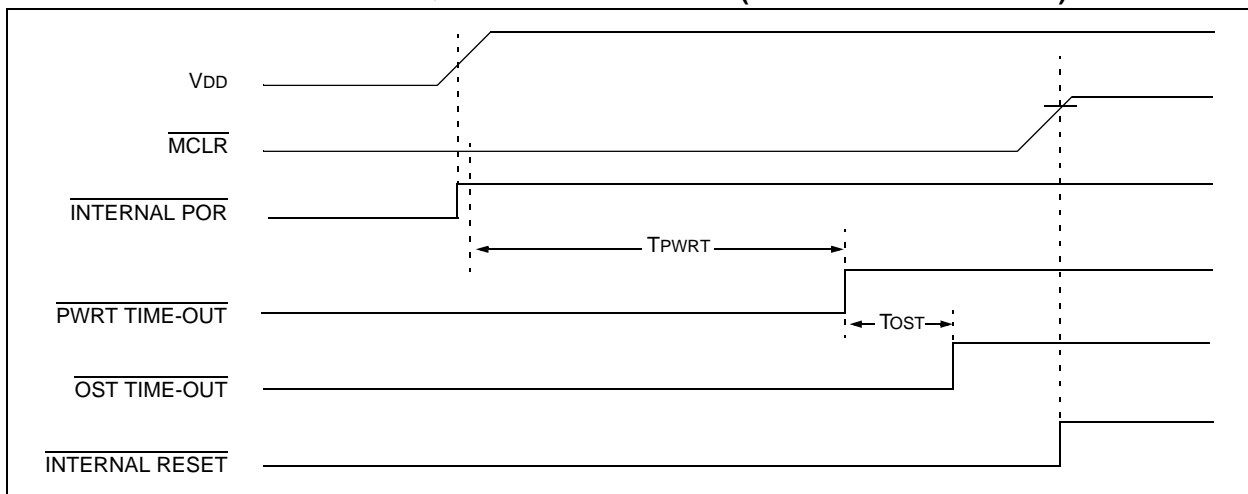 VDD
MCLR
INTERNAL POR
TPWRT
PWRT TIME-OUT
TOST
OST TIME-OUT
INTERNAL RESET